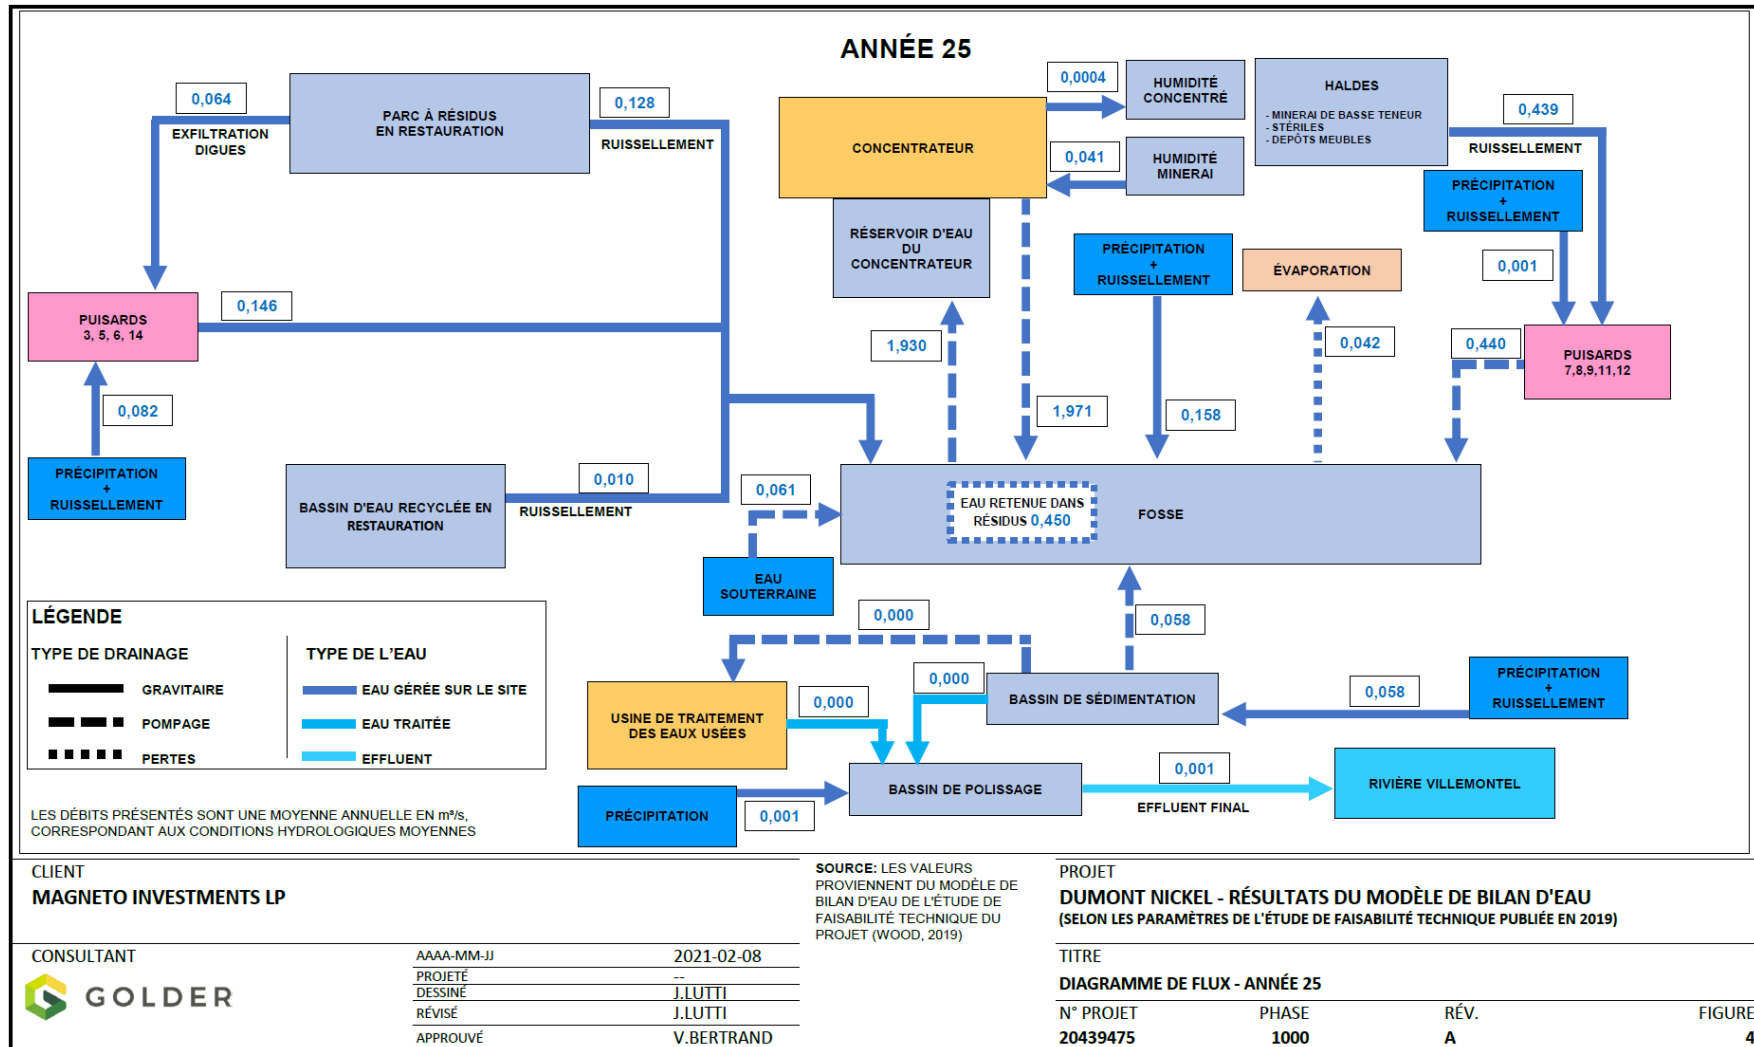 ANNÉE 25
0,064
EXFILTRATION
DIGUES
PARC À RÉSIDUS
EN RESTAURATION
0,128
RUISSELLEMENT
CONCENTRATEUR
0,0004
HUMIDITÉ
CONCENTRÉ
0,041
HUMIDITÉ
MINERAI
HALDES
- MINERAI DE BASSE TENEUR
- STÉRILES
- DEPÔTS MEUBLES
0,439
RUISSELLEMENT
PRÉCIPITATION
+
RUISSELLEMENT
0,001
RÉSERVOIR D'EAU
DU
CONCENTRATEUR
PRÉCIPITATION
+
RUISSELLEMENT
ÉVAPORATION
PUISARDS
3, 5, 6, 14
0,146
1,930
1,971
0,158
0,042
0,440
PUISARDS
7,8,9,11,12
0,082
PRÉCIPITATION
+
RUISSELLEMENT
BASSIN D'EAU RECYCLÉE EN
RESTAURATION
0,010
RUISSELLEMENT
0,061
EAU
SOUTERRAINE
EAU RETENUE DANS
RÉSIDUS 0,450
FOSSE
LÉGENDE
TYPE DE DRAINAGE
GRAVITAIRE
POMPAGE
PERTES
TYPE DE L'EAU
EAU GÉRÉE SUR LE SITE
EAU TRAITÉE
EFFLUENT
0,000
0,058
USINE DE TRAITEMENT
DES EAUX USÉES
0,000
0,000
BASSIN DE SÉDIMENTATION
0,058
PRÉCIPITATION
+
RUISSELLEMENT
PRÉCIPITATION
0,001
BASSIN DE POLISSAGE
0,001
EFFLUENT FINAL
RIVIÈRE VILLEMONTEL
LES DÉBITS PRÉSENTÉS SONT UNE MOYENNE ANNUELLE EN m³/s,
CORRESPONDANT AUX CONDITIONS HYDROLOGIQUES MOYENNES
CLIENT
MAGNETO INVESTMENTS LP
SOURCE: LES VALEURS
PROVIENNENT DU MODÈLE DE
BILAN D'EAU DE L'ÉTUDE DE
FAISABILITÉ TECHNIQUE DU
PROJET (WOOD, 2019)
PROJET
DUMONT NICKEL - RÉSULTATS DU MODÈLE DE BILAN D'EAU
(SELON LES PARAMÈTRES DE L'ÉTUDE DE FAISABILITÉ TECHNIQUE PUBLIÉE EN 2019)
CONSULTANT
GOLDER
AAAA-MM-JJ 2021-02-08
PROJETÉ --
DESSINÉ J.LUTTI
RÉVISÉ J.LUTTI
APPROUVÉ V.BERTRAND
TITRE
DIAGRAMME DE FLUX - ANNÉE 25
N° PROJET PHASE RÉV. FIGURE
20439475 1000 A 4